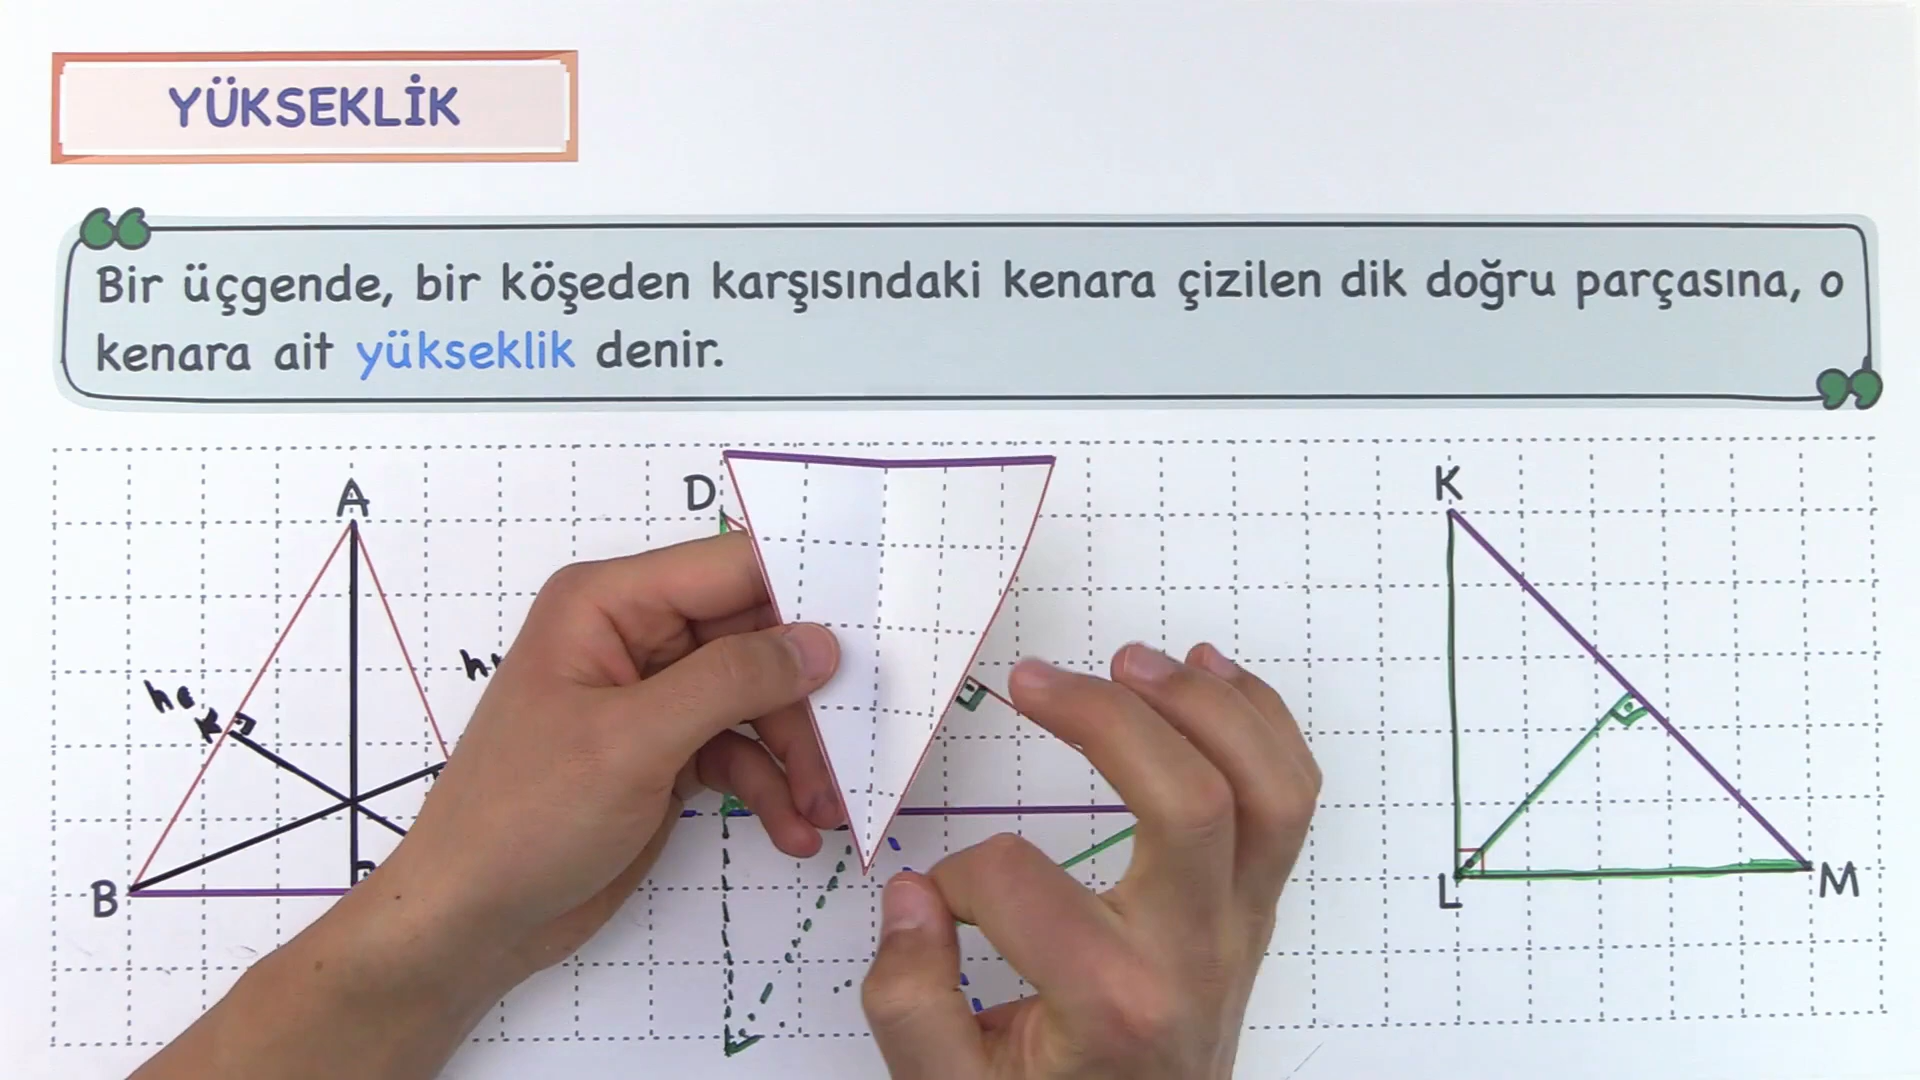 YÜKSEKLİK
Bir üçgende, bir köşeden karşısındaki kenara çizilen dik doğru parçasına, o
kenara ait yükseklik denir.
A
D
K
B
L
M